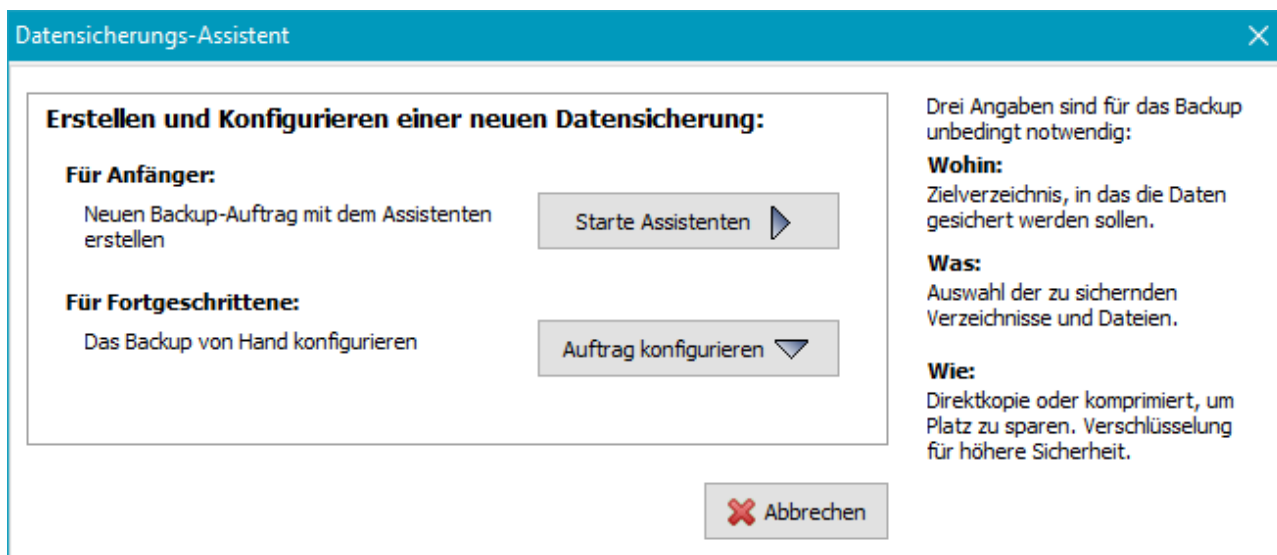 Datensicherungs-Assistent
Erstellen und Konfigurieren einer neuen Datensicherung:
Für Anfänger:
Neuen Backup-Auftrag mit dem Assistenten
erstellen
Starte Assistenten
Für Fortgeschrittene:
Das Backup von Hand konfigurieren
Auftrag konfigurieren
Drei Angaben sind für das Backup
unbedingt notwendig:
Wohin:
Zielverzeichnis, in das die Daten
gesichert werden sollen.
Was:
Auswahl der zu sichernden
Verzeichnisse und Dateien.
Wie:
Direktkopie oder komprimiert, um
Platz zu sparen. Verschlüsselung
für höhere Sicherheit.
Abbrechen